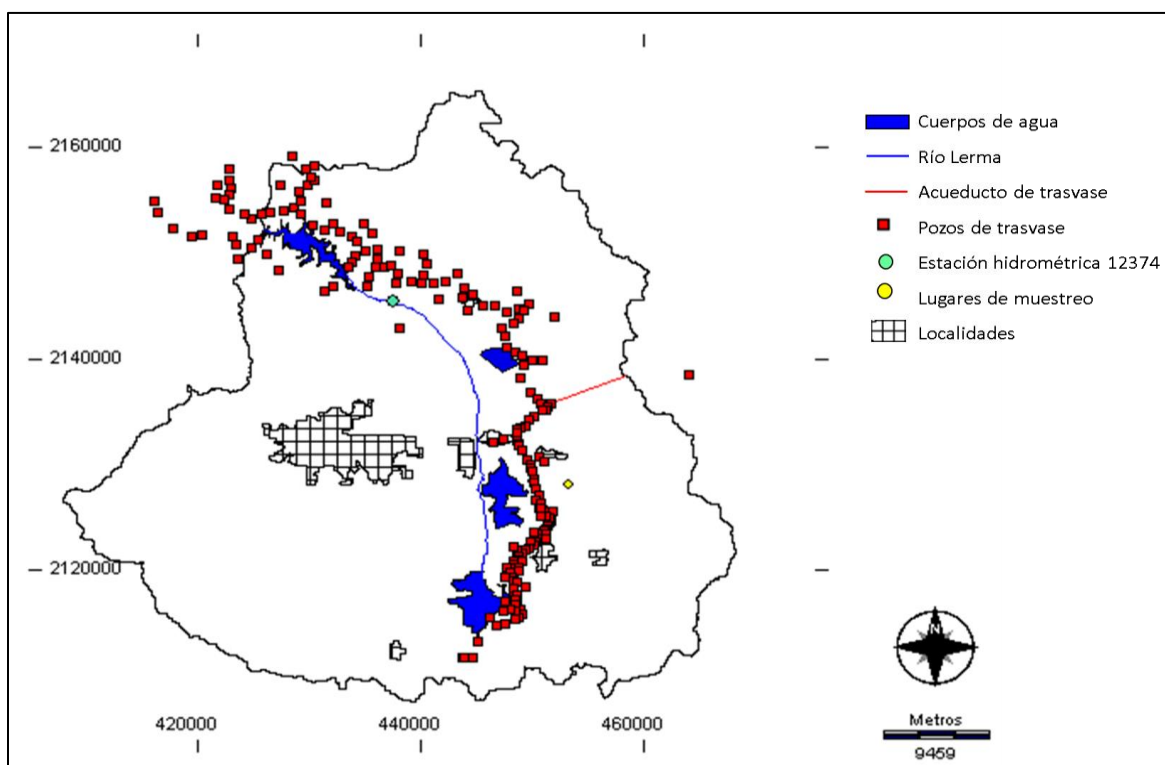 2160000
2140000
2120000
420000
440000
460000
Cuerpos de agua
Río Lerma
Acueducto de trasvase
Pozos de trasvase
Estación hidrométrica 12374
Lugares de muestreo
Localidades
Metros
9459